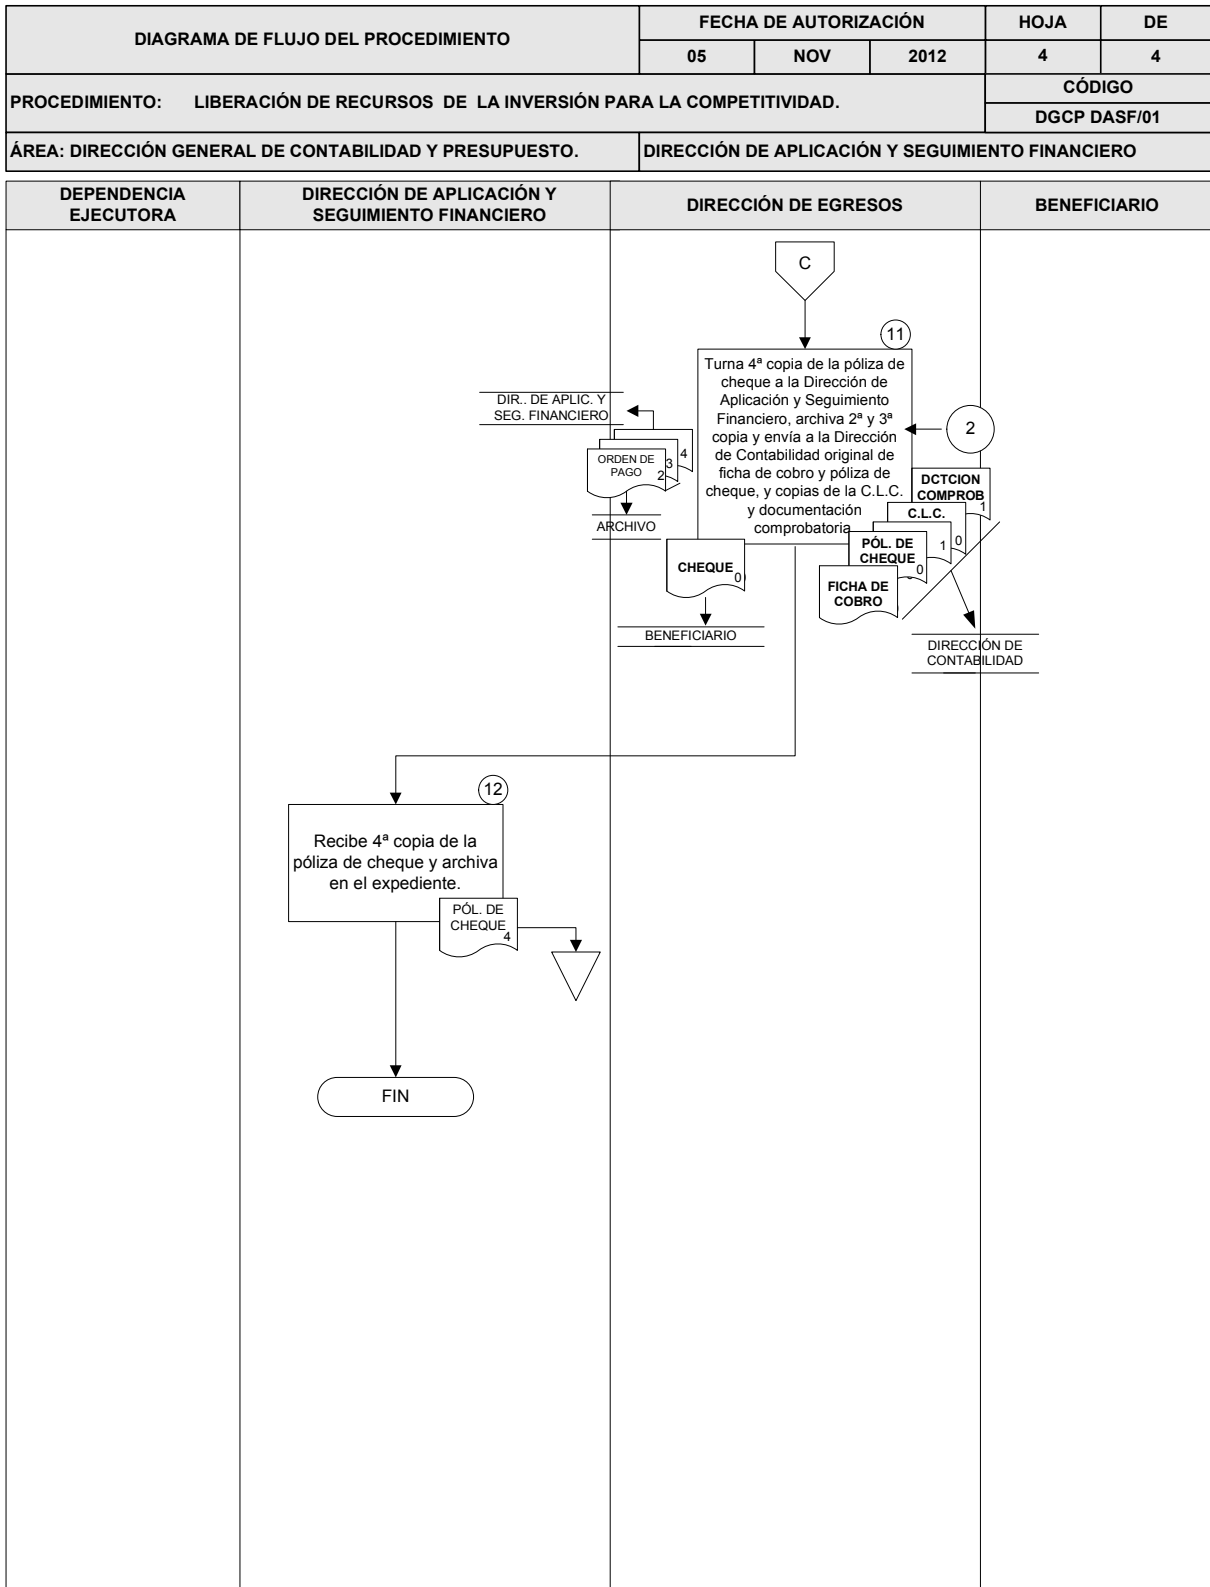 DIAGRAMA DE FLUJO DEL PROCEDIMIENTO
FECHA DE AUTORIZACIÓN
HOJA
DE
05
NOV
2012
4
4
PROCEDIMIENTO: LIBERACIÓN DE RECURSOS DE LA INVERSIÓN PARA LA COMPETITIVIDAD.
CÓDIGO
DGCP DASF/01
ÁREA: DIRECCIÓN GENERAL DE CONTABILIDAD Y PRESUPUESTO.
DIRECCIÓN DE APLICACIÓN Y SEGUIMIENTO FINANCIERO
DEPENDENCIA
EJECUTORA
DIRECCIÓN DE APLICACIÓN Y
SEGUIMIENTO FINANCIERO
DIRECCIÓN DE EGRESOS
BENEFICIARIO
C
11
Turna 4ª copia de la póliza de
cheque a la Dirección de
Aplicación y Seguimiento
Financiero, archiva 2ª y 3ª
copia y envía a la Dirección
de Contabilidad original de
ficha de cobro y póliza de
cheque, y copias de la C.L.C.
y documentación
comprobatoria
2
DIR.. DE APLIC. Y
SEG. FINANCIERO
4
3
ORDEN DE
PAGO
2
ARCHIVO
DCTCION
COMPROB
1
C.L.C.
0
1
PÓL. DE
CHEQUE
0
FICHA DE
COBRO
CHEQUE
0
BENEFICIARIO
DIRECCIÓN DE
CONTABILIDAD
12
Recibe 4ª copia de la
póliza de cheque y archiva
en el expediente.
PÓL. DE
CHEQUE
4
FIN